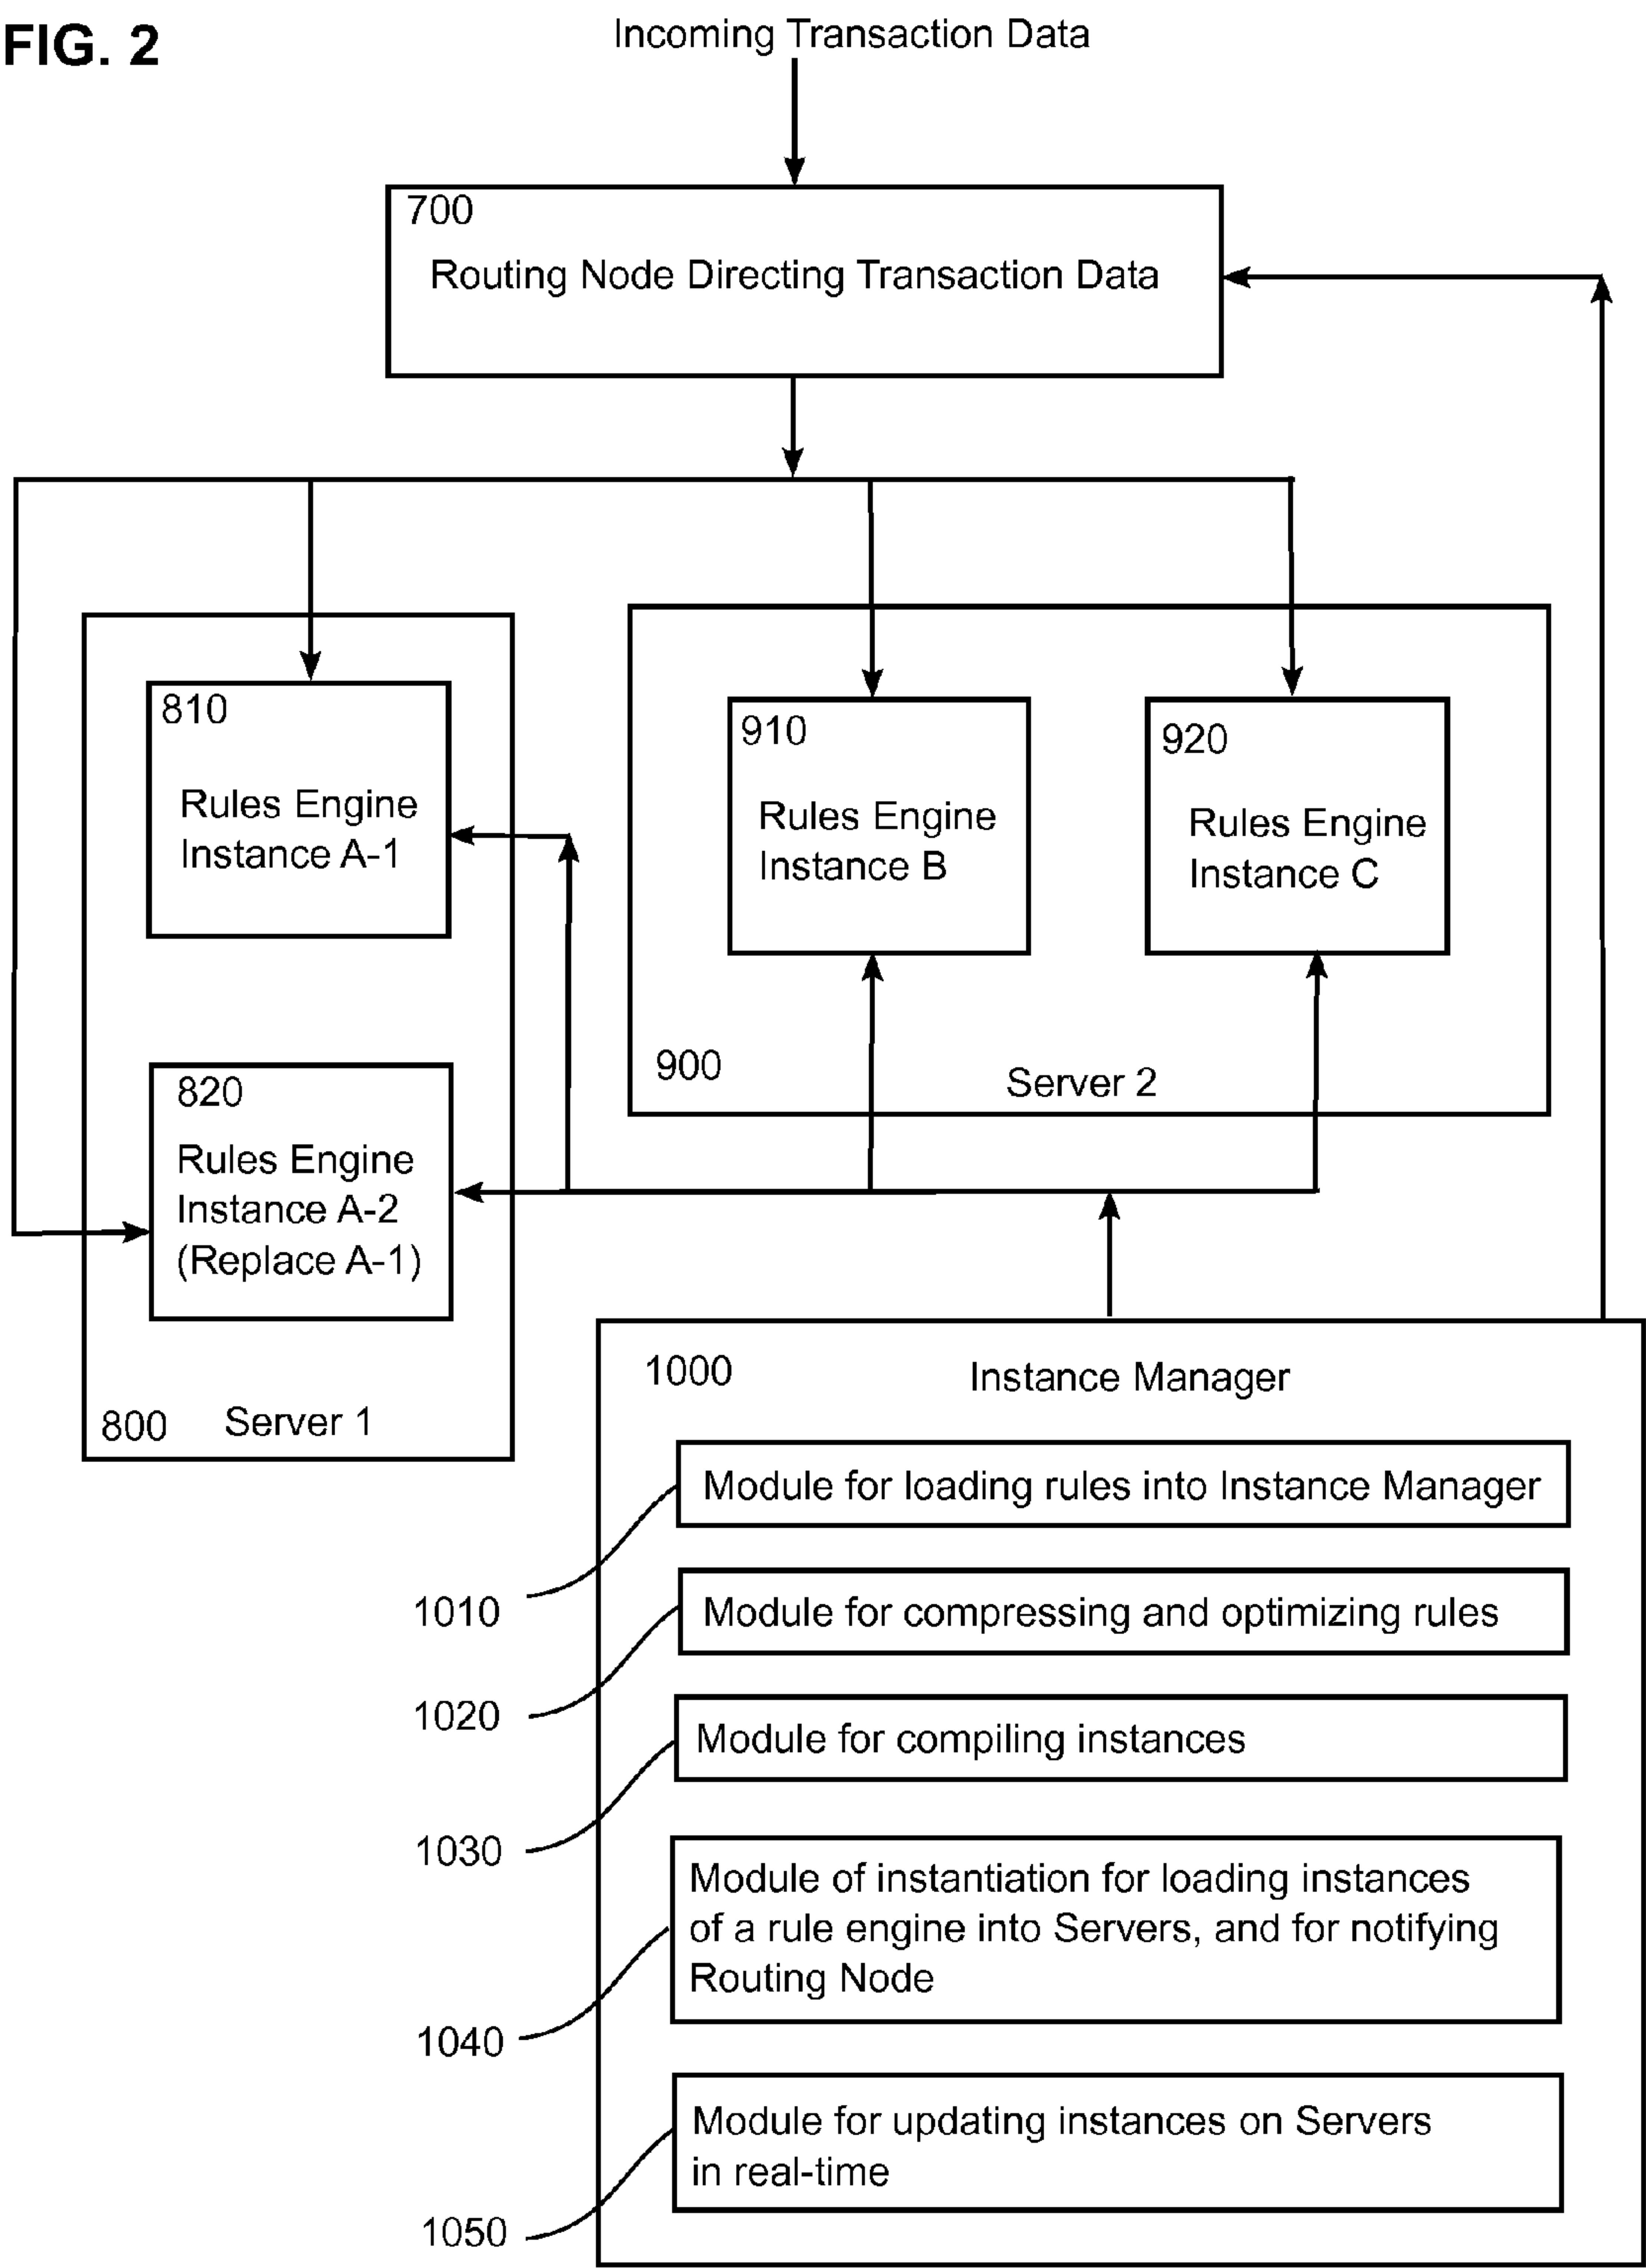 FIG. 2
Incoming Transaction Data
700
Routing Node Directing Transaction Data
810
Rules Engine
Instance A-1
910
Rules Engine
Instance B
920
Rules Engine
Instance C
900
Server 2
820
Rules Engine
Instance A-2
(Replace A-1)
800
Server 1
1000
Instance Manager
Module for loading rules into Instance Manager
1010
Module for compressing and optimizing rules
1020
Module for compiling instances
1030
Module of instantiation for loading instances
of a rule engine into Servers, and for notifying
Routing Node
1040
Module for updating instances on Servers
in real-time
1050